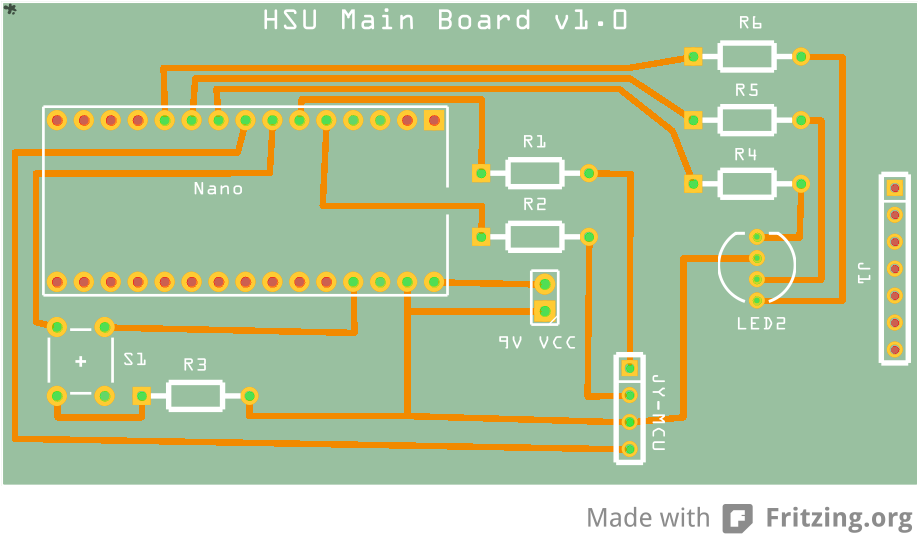 HSU Main Board v1.0
R6
R5
R1
R4
Nano
R2
J1
LED2
9V VCC
S1
R3
+
JY-MCU
Made with Fritzing.org